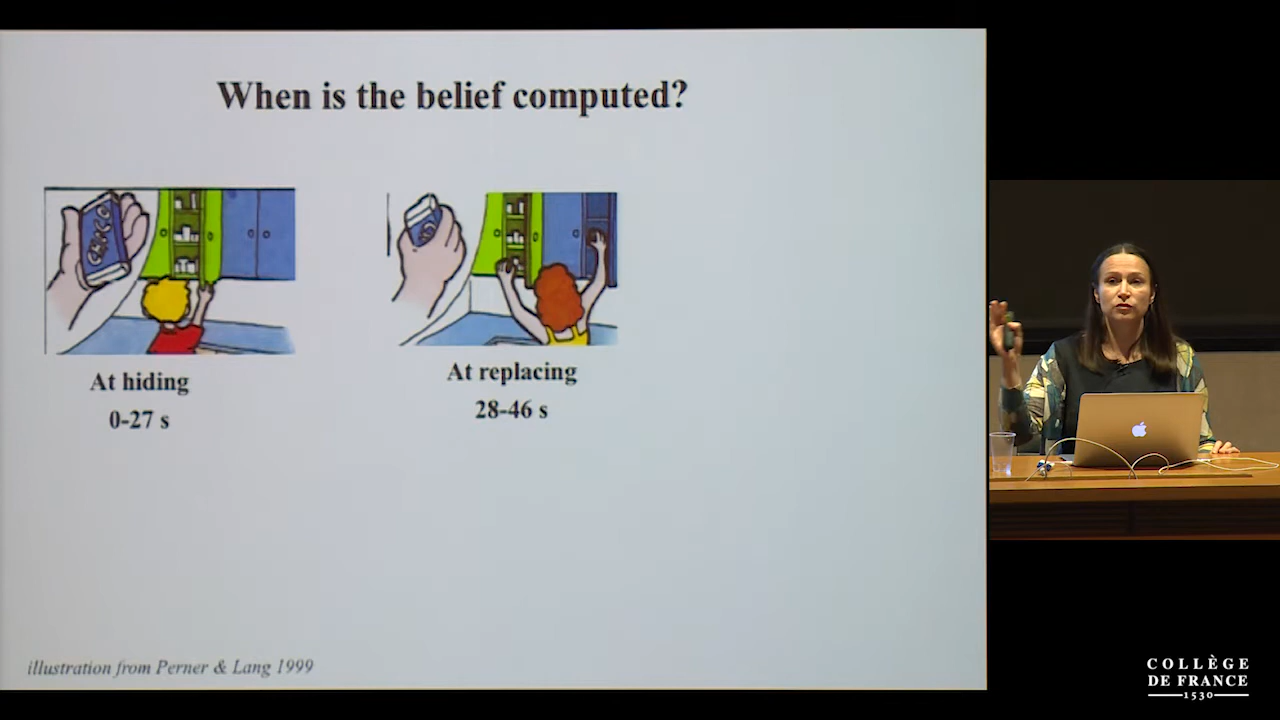 When is the belief computed?
CHOCO
At hiding
0-27 s
At replacing
28-46 s
illustration from Perner & Lang 1999
COLLÈGE
DE FRANCE
1530